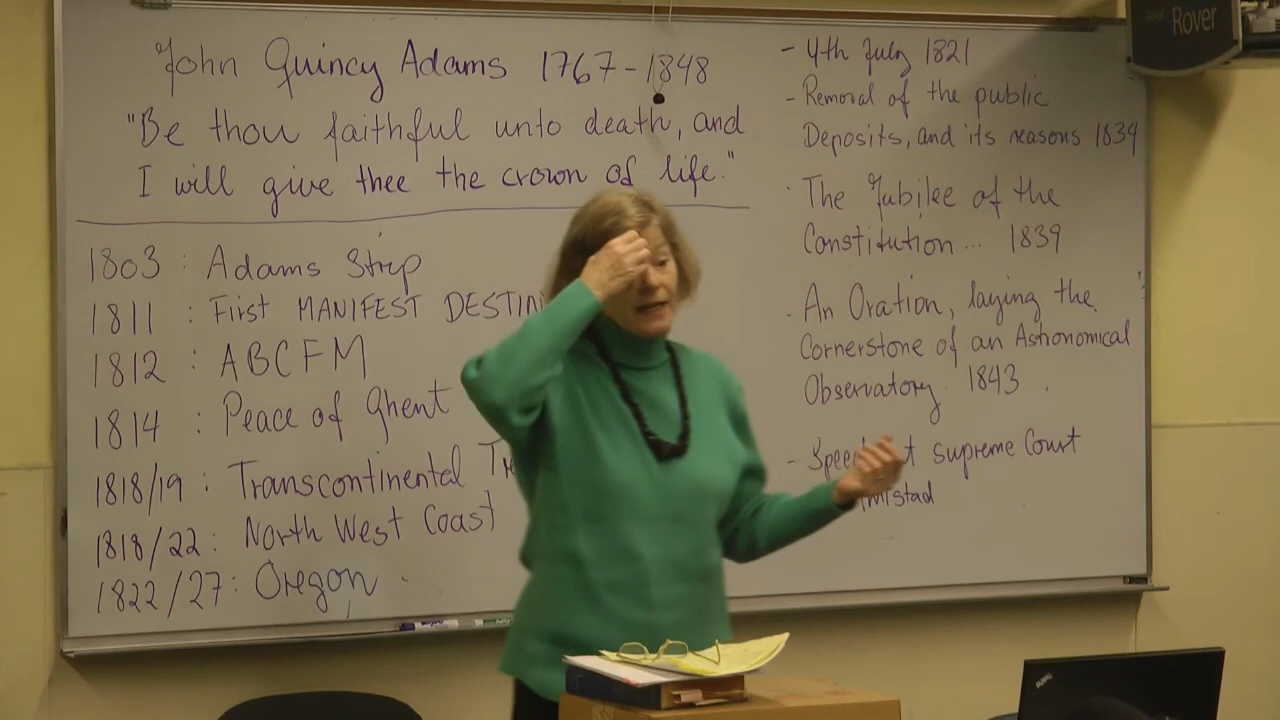 John Quincy Adams 1767-1848
"Be thou faithful unto death, and
I will give thee the crown of life."
1803 : Adams Strip
1811 : First MANIFEST DESTIN
1812 : ABCFM
1814 : Peace of Ghent
1818/19 : Transcontinental
1818/22 : North West Coast
1822/27 : Oregon
- 4th July 1821
- Removal of the public
Deposits, and its reasons 1834
· The Jubilee of the
Constitution... 1839
. An Oration, laying the
Cornerstone of an Astronomical
Observatory. 1843
- supreme Court
mistad
Rover